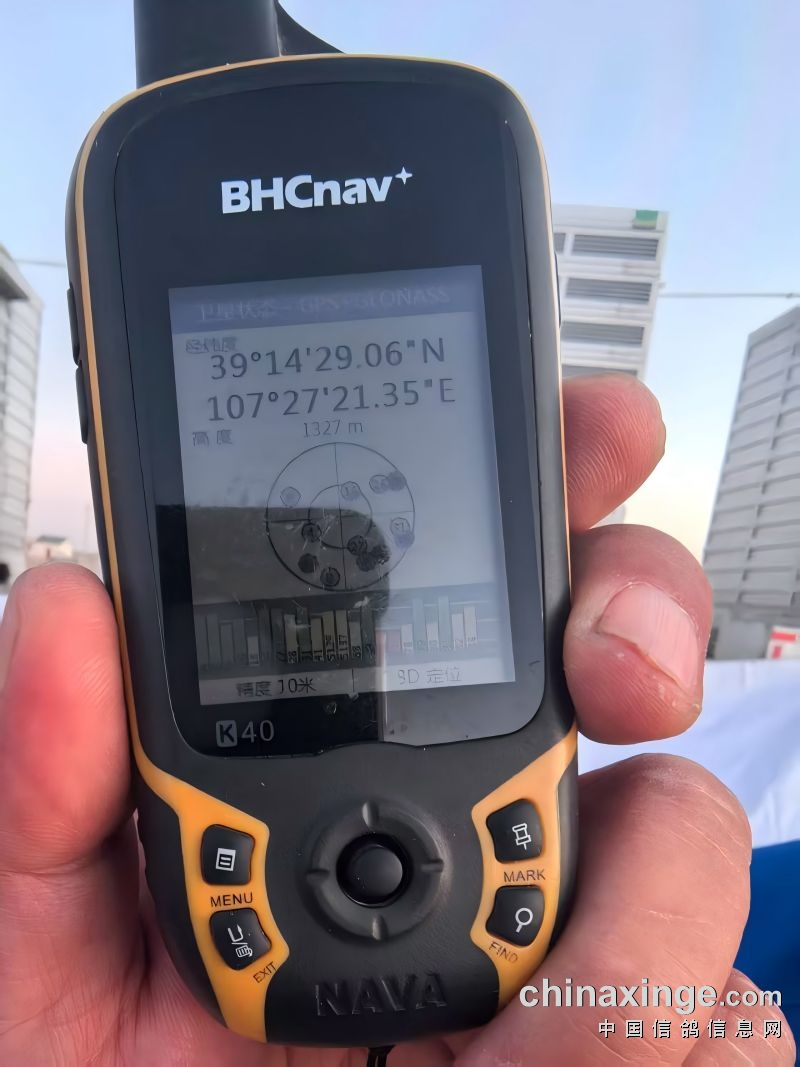 BHCnav
卫星状态 - GPS+GLONASS
经纬度
39°14'29.06"N
107°27'21.35"E
高度
1327 m
精度 10米
3D 定位
K40
MENU
MARK
EXIT
FIND
NAVA
chinaxinge.com
中国信鸽信息网